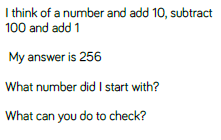 I think of a number and add 10, subtract
100 and add 1
My answer is 256
What number did I start with?
What can you do to check?